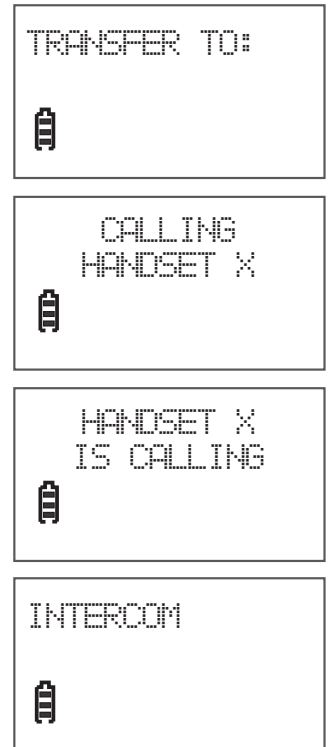 TRANSFER TO:
CALLING
HANDSET X
HANDSET X
IS CALLING
INTERCOM